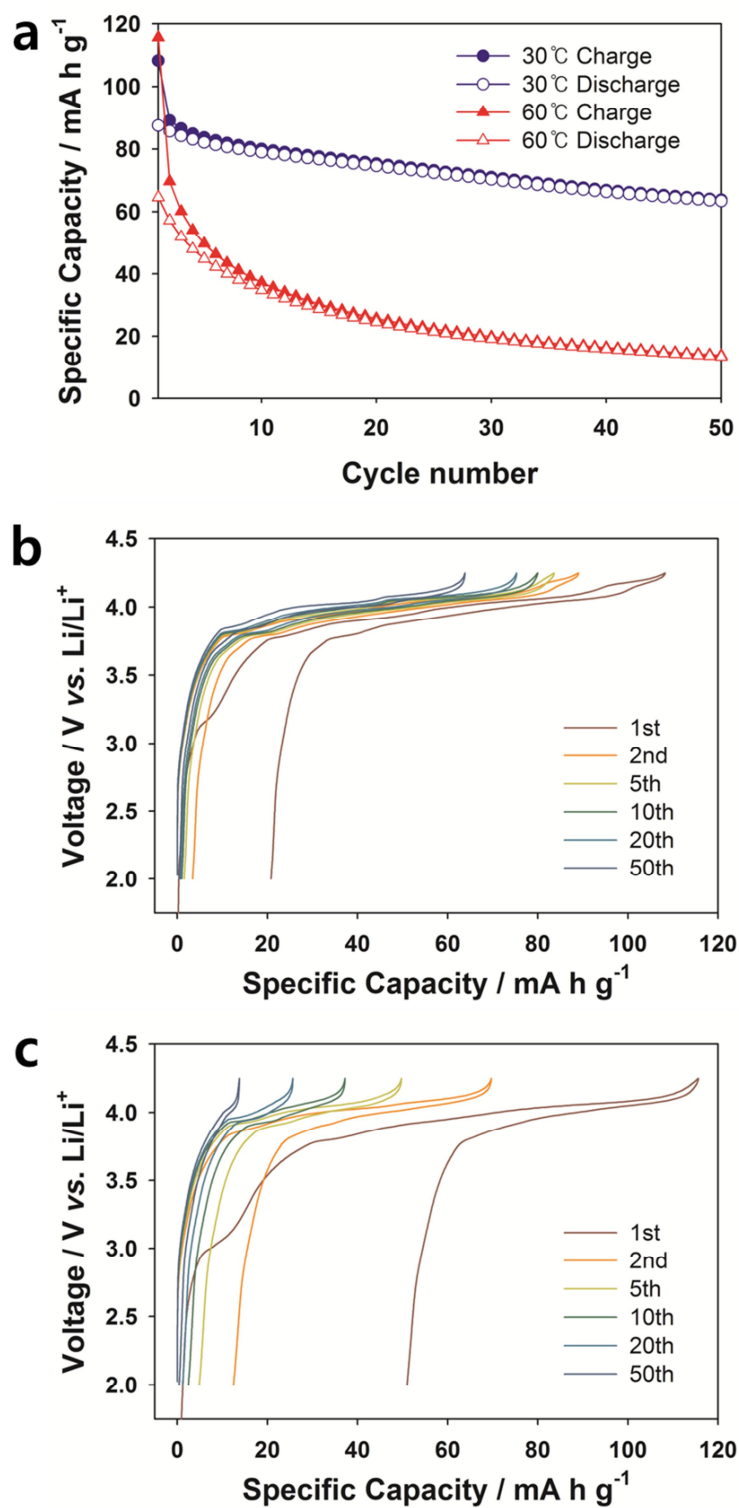 a
120
100
80
60
40
20
0
Specific Capacity / mA h g⁻¹
30℃ Charge
30℃ Discharge
60℃ Charge
60℃ Discharge
10 20 30 40 50
Cycle number
b
4.5
4.0
3.5
3.0
2.5
2.0
Voltage / V vs. Li/Li⁺
1st
2nd
5th
10th
20th
50th
0 20 40 60 80 100 120
Specific Capacity / mA h g⁻¹
c
4.5
4.0
3.5
3.0
2.5
2.0
Voltage / V vs. Li/Li⁺
1st
2nd
5th
10th
20th
50th
0 20 40 60 80 100 120
Specific Capacity / mA h g⁻¹